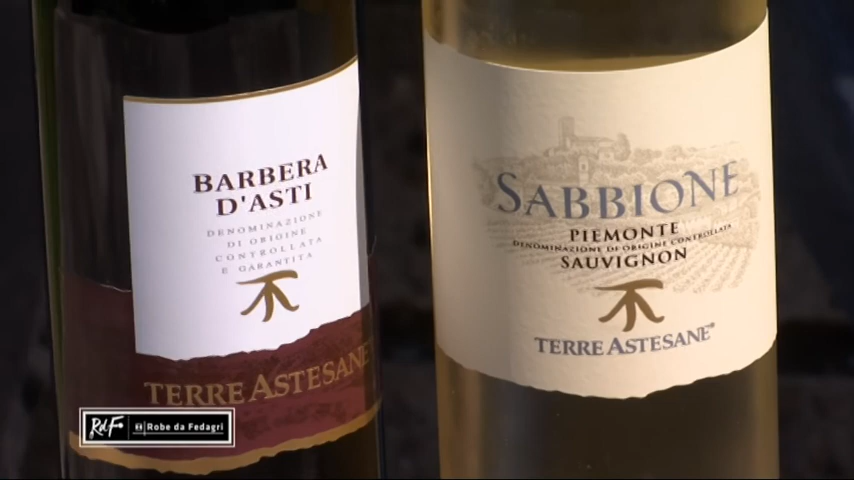 BARBERA
D'ASTI
DENOMINAZIONE
DI ORIGINE
CONTROLLATA
E GARANTITA
TERRE ASTESANE
SABBIONE
PIEMONTE
DENOMINAZIONE DI ORIGINE CONTROLLATA
SAUVIGNON
TERRE ASTESANE
RdF
Robe da Fedagri